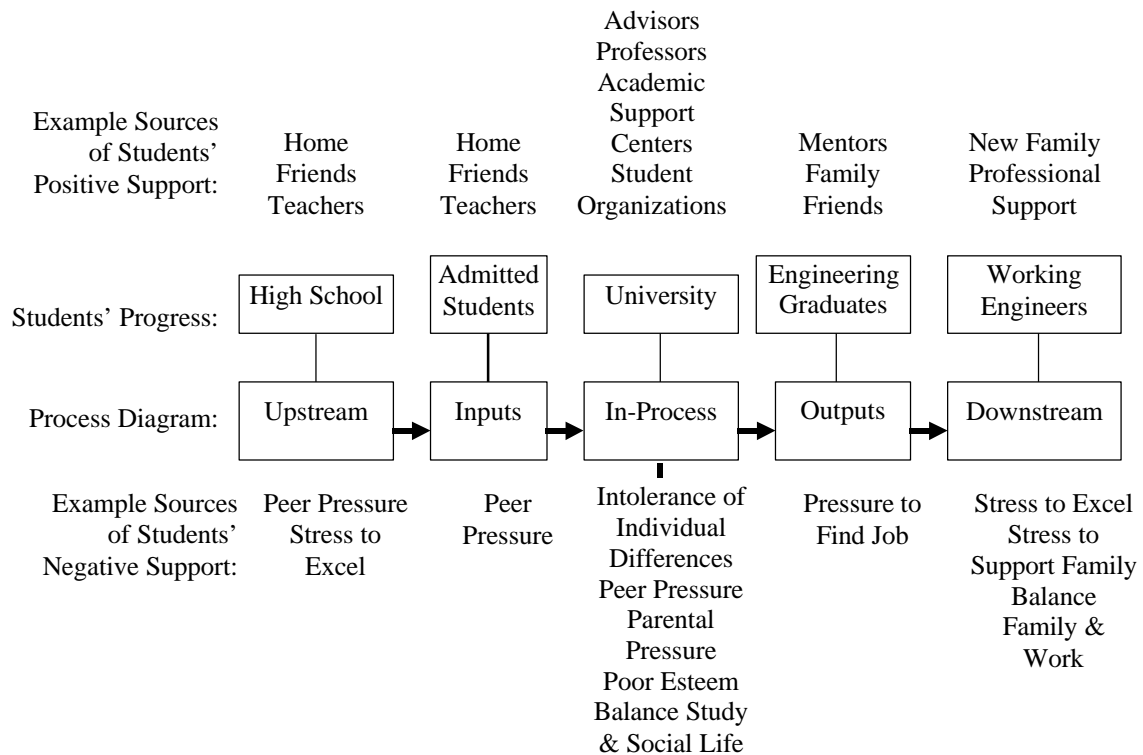 Example Sources
of Students’
Positive Support:
Home
Friends
Teachers
Home
Friends
Teachers
Advisors
Professors
Academic
Support
Centers
Student
Organizations
Mentors
Family
Friends
New Family
Professional
Support
Students’ Progress:
High School
Admitted
Students
University
Engineering
Graduates
Working
Engineers
Process Diagram:
Upstream
Inputs
In-Process
Outputs
Downstream
Example Sources
of Students’
Negative Support:
Peer Pressure
Stress to
Excel
Peer
Pressure
Intolerance of
Individual
Differences
Peer Pressure
Parental
Pressure
Poor Esteem
Balance Study
& Social Life
Pressure to
Find Job
Stress to Excel
Stress to
Support Family
Balance
Family &
Work